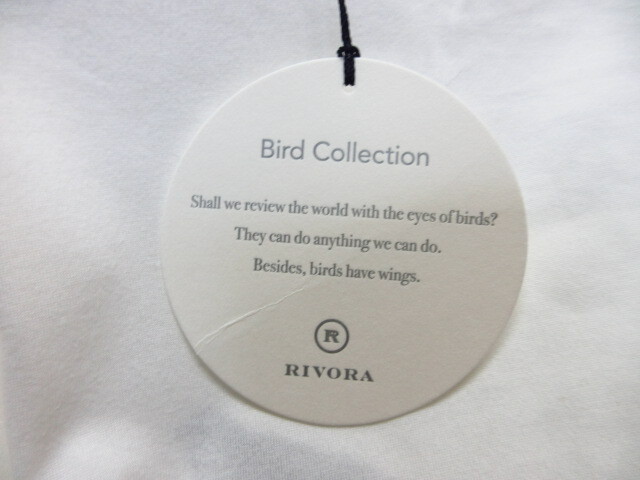 Bird Collection
Shall we review the world with the eyes of birds?
They can do anything we can do.
Besides, birds have wings.
R
RIVORA